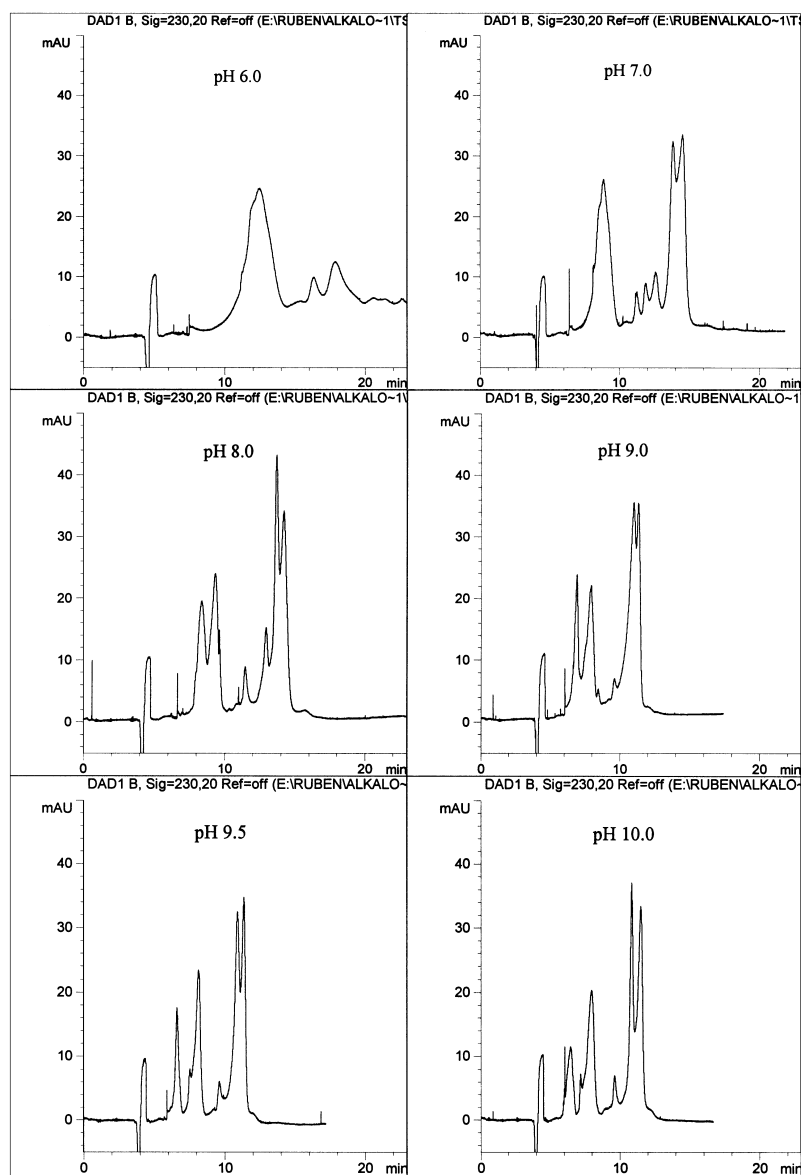 DAD1 B, Sig=230,20 Ref=off (E:\RUBEN\ALKALO~1\TS
mAU
pH 6.0
40
30
20
10
0
0 10 20 min
DAD1 B, Sig=230,20 Ref=off (E:\RUBEN\ALKALO~1\TS
mAU
pH 7.0
40
30
20
10
0
0 10 20 min
DAD1 B, Sig=230,20 Ref=off (E:\RUBEN\ALKALO~1\
mAU
pH 8.0
40
30
20
10
0
0 10 20 min
DAD1 B, Sig=230,20 Ref=off (E:\RUBEN\ALKALO~1
mAU
pH 9.0
40
30
20
10
0
0 10 20 min
DAD1 B, Sig=230,20 Ref=off (E:\RUBEN\ALKALO~
mAU
pH 9.5
40
30
20
10
0
0 10 20 min
DAD1 B, Sig=230,20 Ref=off (E:\RUBEN\ALKALO~
mAU
pH 10.0
40
30
20
10
0
0 10 20 min